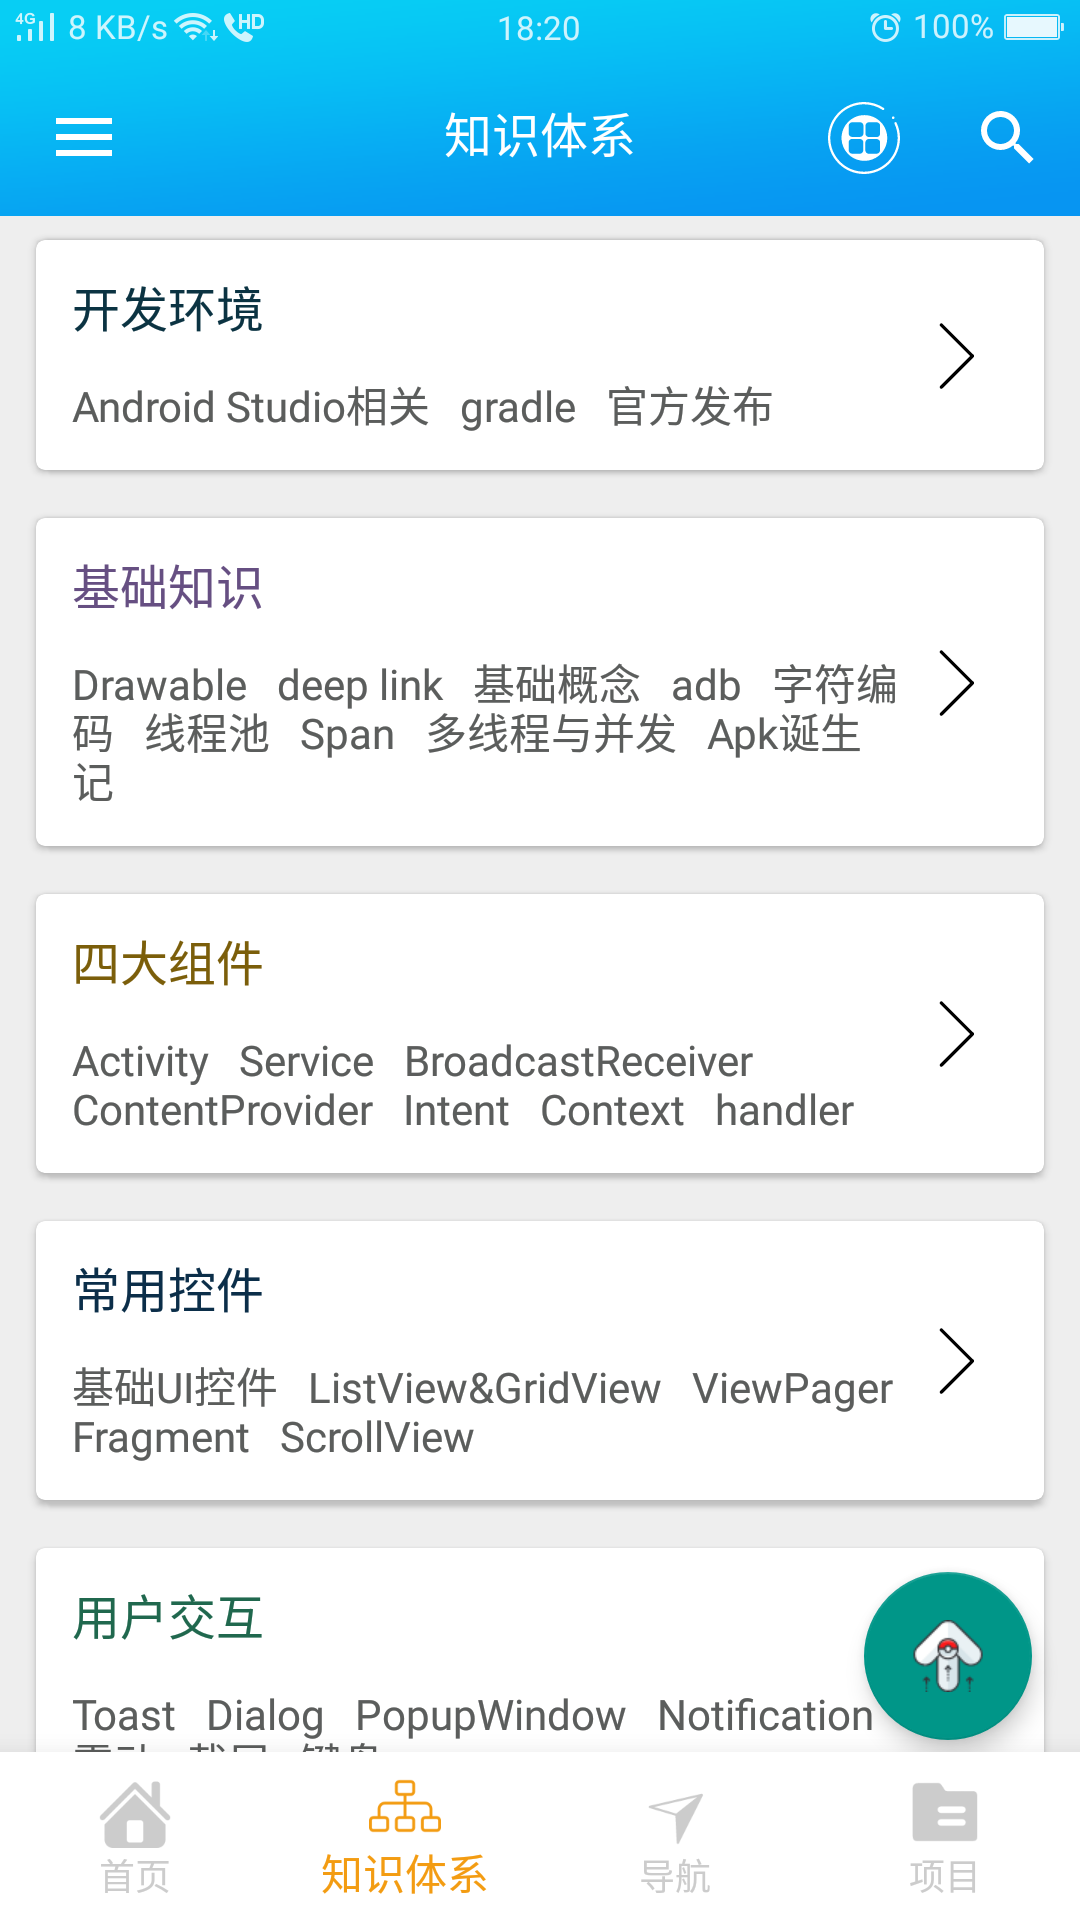 4G 8 KB/s HD 18:20 100%
知识体系
开发环境
Android Studio相关 gradle 官方发布
基础知识
Drawable deep link 基础概念 adb 字符编
码 线程池 Span 多线程与并发 Apk诞生
记
四大组件
Activity Service BroadcastReceiver
ContentProvider Intent Context handler
常用控件
基础UI控件 ListView&GridView ViewPager
Fragment ScrollView
用户交互
Toast Dialog PopupWindow Notification
首页 知识体系 导航 项目